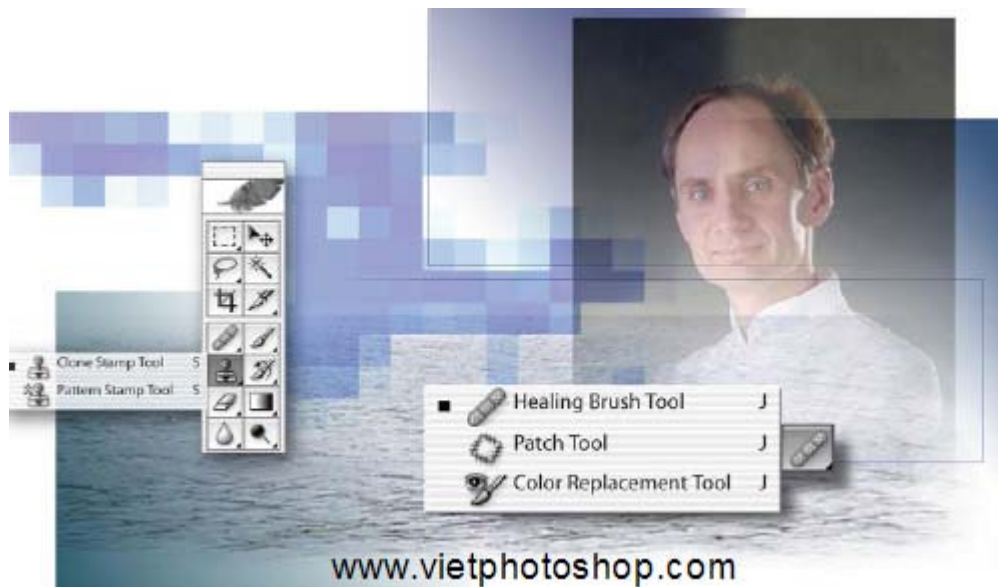 Clone Stamp Tool S
Pattern Stamp Tool S
Healing Brush Tool J
Patch Tool J
Color Replacement Tool J
www.vietphotoshop.com